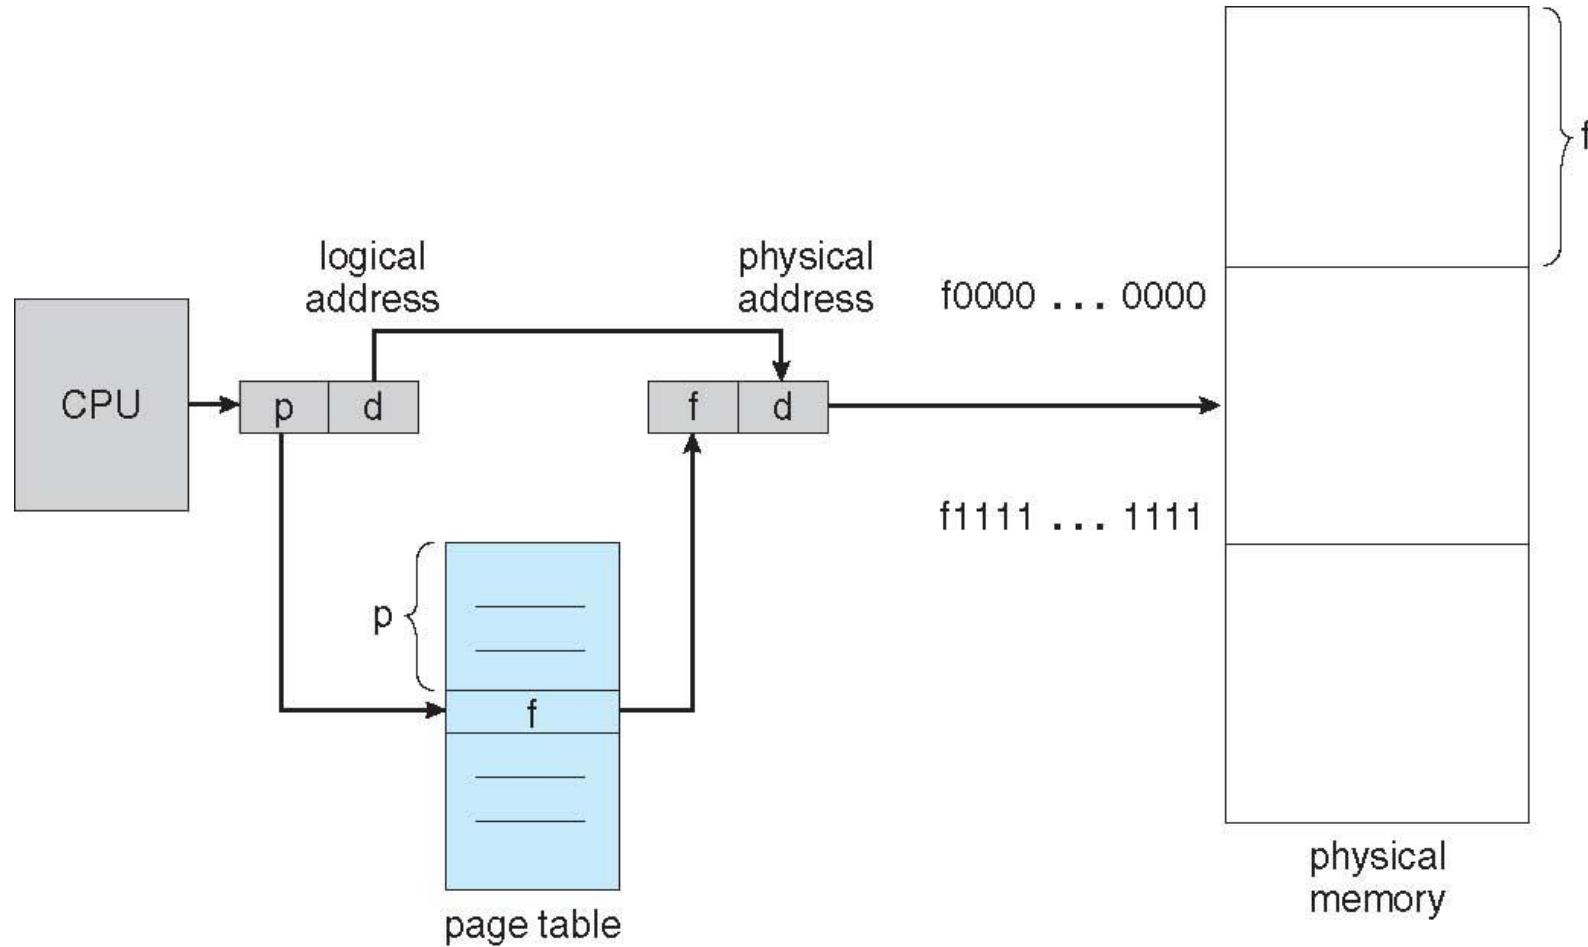 f
logical
address
physical
address
f0000 ... 0000
CPU
p
d
f
d
f1111 ... 1111
p
f
physical
memory
page table